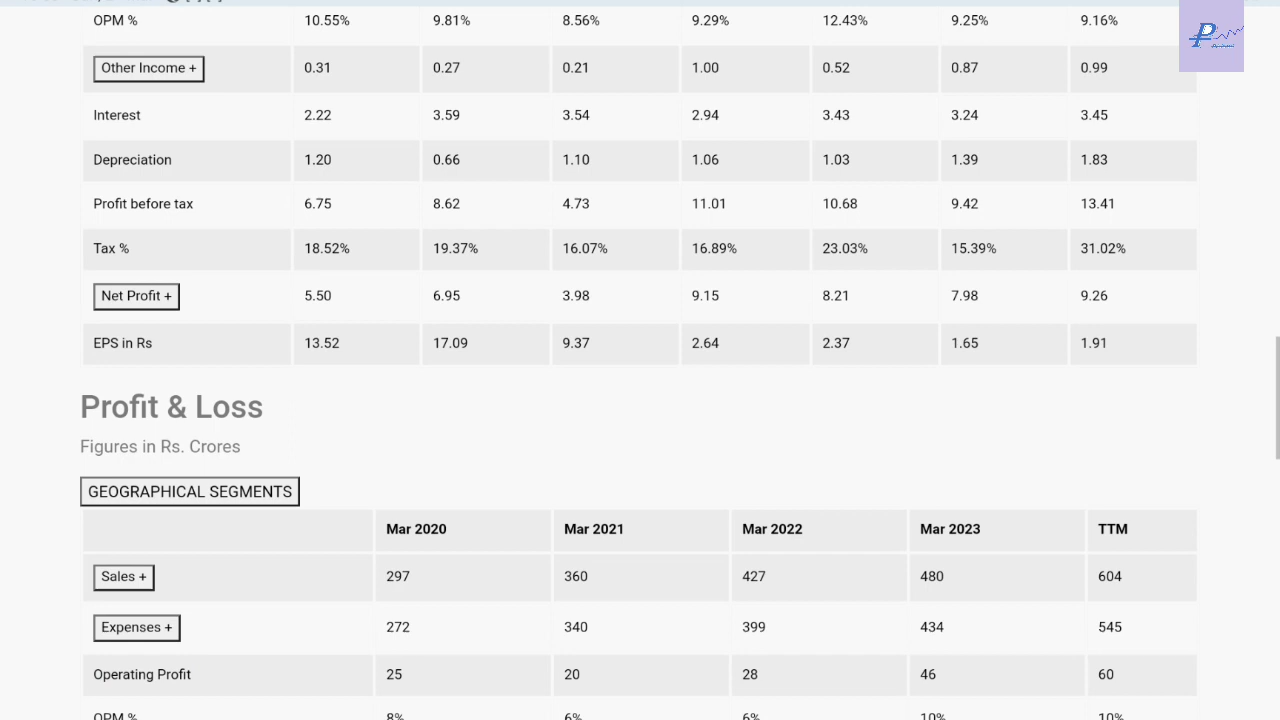 OPM % 10.55% 9.81% 8.56% 9.29% 12.43% 9.25% 9.16%
Other Income + 0.31 0.27 0.21 1.00 0.52 0.87 0.99
Interest 2.22 3.59 3.54 2.94 3.43 3.24 3.45
Depreciation 1.20 0.66 1.10 1.06 1.03 1.39 1.83
Profit before tax 6.75 8.62 4.73 11.01 10.68 9.42 13.41
Tax % 18.52% 19.37% 16.07% 16.89% 23.03% 15.39% 31.02%
Net Profit + 5.50 6.95 3.98 9.15 8.21 7.98 9.26
EPS in Rs 13.52 17.09 9.37 2.64 2.37 1.65 1.91
Profit & Loss
Figures in Rs. Crores
GEOGRAPHICAL SEGMENTS
Mar 2020 Mar 2021 Mar 2022 Mar 2023 TTM
Sales + 297 360 427 480 604
Expenses + 272 340 399 434 545
Operating Profit 25 20 28 46 60
OPM % 8% 6% 6% 10% 10%